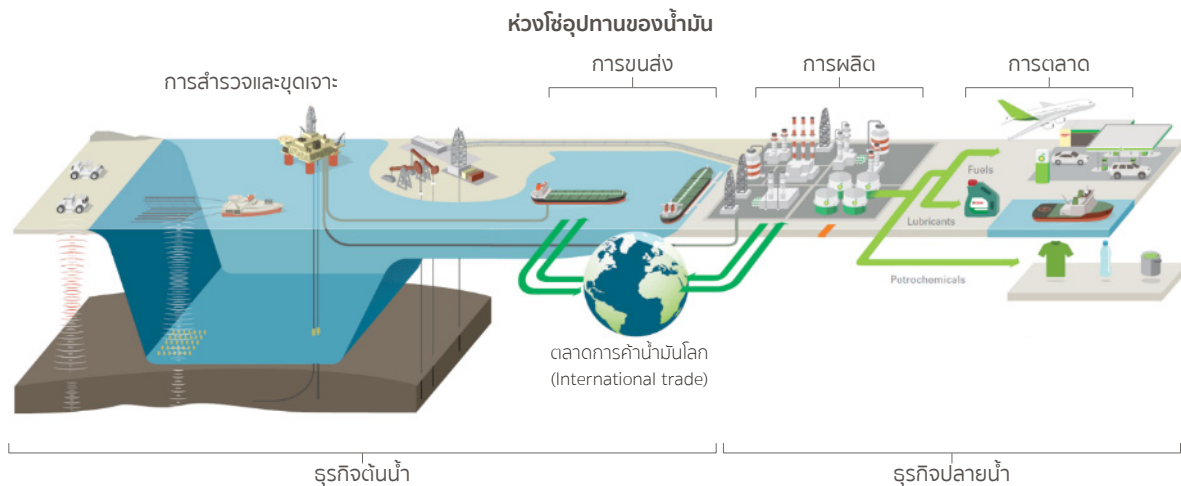 ห่วงโซ่อุปทานของน้ำมัน
การสำรวจและขุดเจาะ
การขนส่ง
การผลิต
การตลาด
Fuels
Lubricants
Petrochemicals
ตลาดการค้าน้ำมันโลก
(International trade)
ธุรกิจต้นน้ำ
ธุรกิจปลายน้ำ